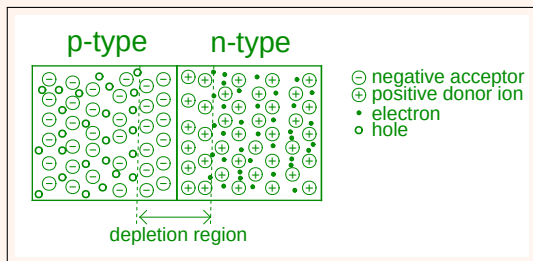 p-type n-type
negative acceptor
positive donor ion
electron
hole
depletion region